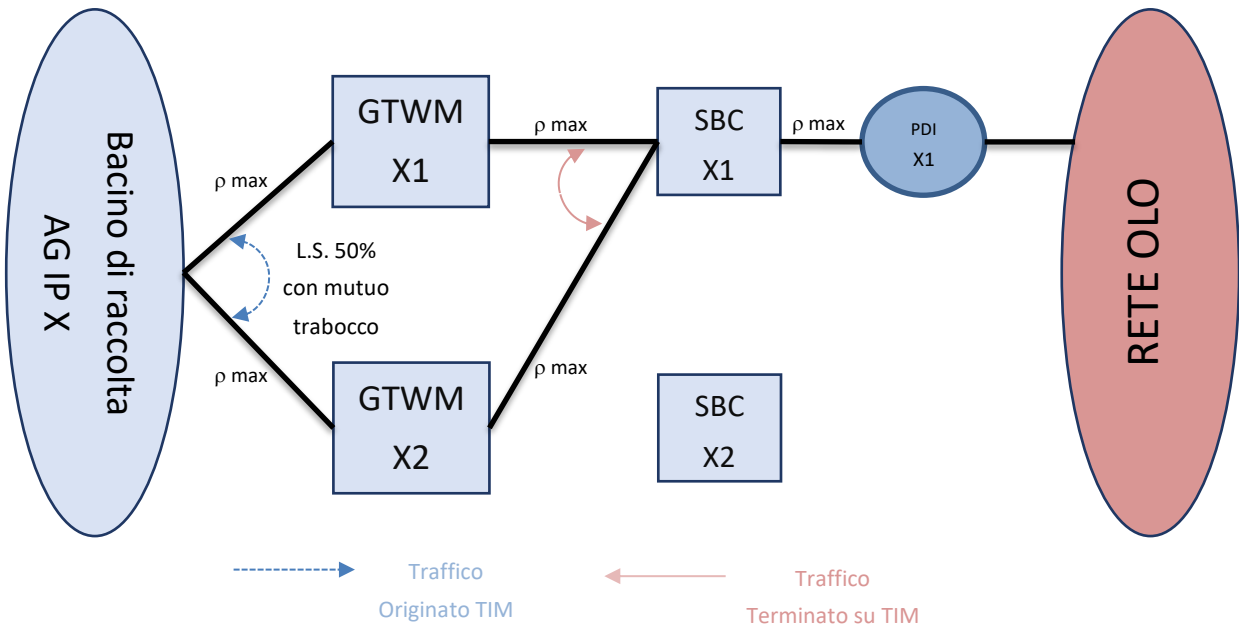 Bacino di raccolta
AG IP X
GTWM
X1
ρ max
SBC
X1
ρ max
PDI
X1
RETE OLO
ρ max
L.S. 50%
con mutuo
trabocco
ρ max
GTWM
X2
ρ max
SBC
X2
Traffico
Originato TIM
Traffico
Terminato su TIM